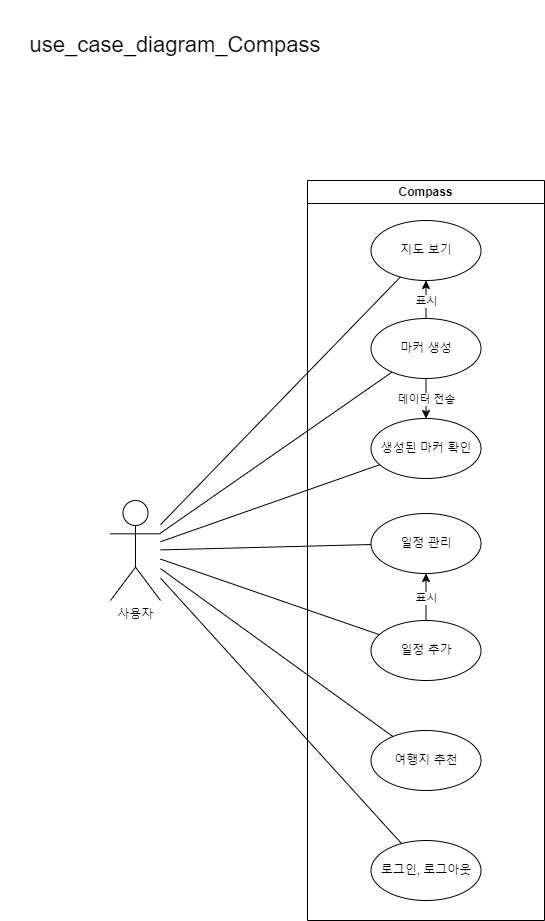 use_case_diagram_Compass
Compass
지도 보기
표시
마커 생성
데이터 전송
생성된 마커 확인
일정 관리
표시
사용자
일정 추가
여행지 추천
로그인, 로그아웃